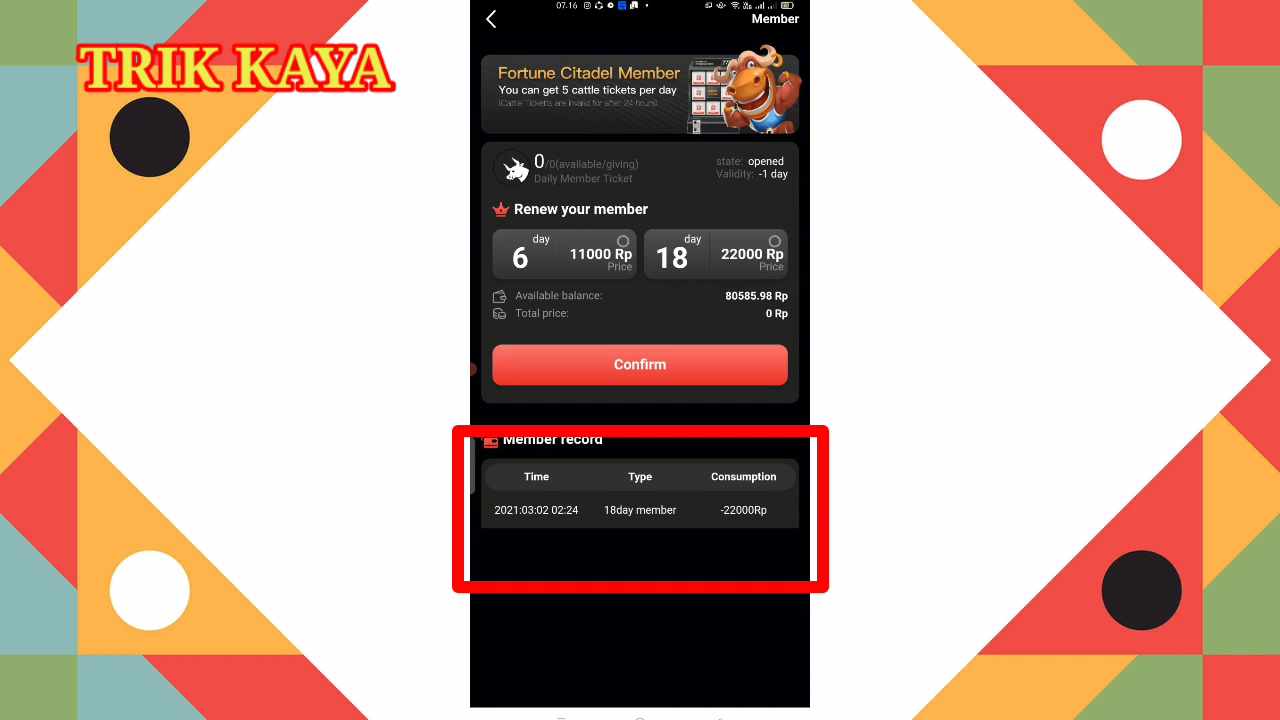 07.16
Member
TRIK KAYA
Fortune Citadel Member
You can get 5 cattle tickets per day
(Cattle Tickets are invalid for after 24 hours)
0/0(available/giving)
Daily Member Ticket
state: opened
Validity: -1 day
Renew your member
6 day 11000 Rp Price
18 day 22000 Rp Price
Available balance: 80585.98 Rp
Total price: 0 Rp
Confirm
Member record
Time Type Consumption
2021:03:02 02:24 18day member -22000Rp